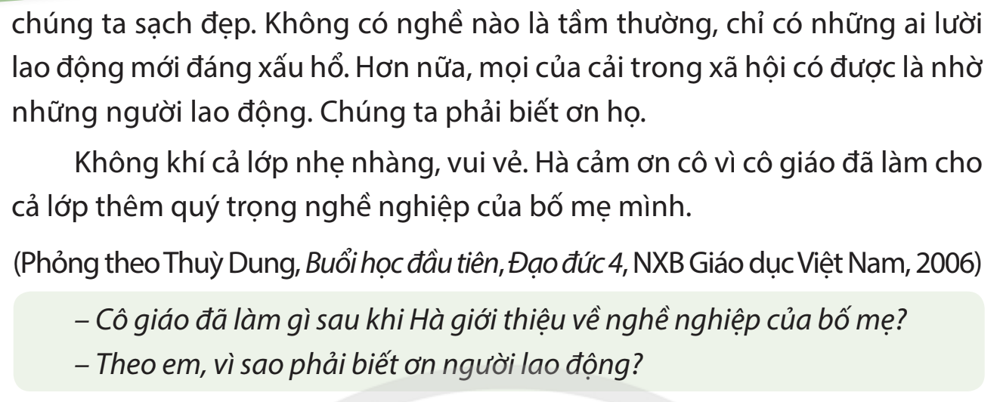 chúng ta sạch đẹp. Không có nghề nào là tầm thường, chỉ có những ai lười
lao động mới đáng xấu hổ. Hơn nữa, mọi của cải trong xã hội có được là nhờ
những người lao động. Chúng ta phải biết ơn họ.
Không khí cả lớp nhẹ nhàng, vui vẻ. Hà cảm ơn cô vì cô giáo đã làm cho
cả lớp thêm quý trọng nghề nghiệp của bố mẹ mình.
(Phỏng theo Thuỳ Dung, Buổi học đầu tiên, Đạo đức 4, NXB Giáo dục Việt Nam, 2006)
– Cô giáo đã làm gì sau khi Hà giới thiệu về nghề nghiệp của bố mẹ?
– Theo em, vì sao phải biết ơn người lao động?